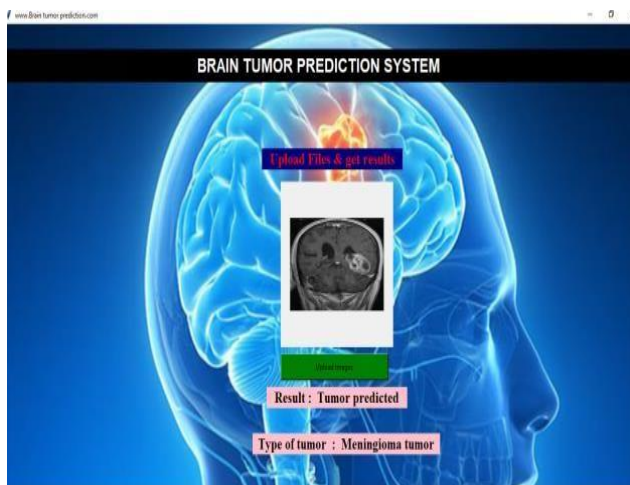 www.Brain tumor prediction.com
BRAIN TUMOR PREDICTION SYSTEM
Upload Files & get results
Upload Images
Result : Tumor predicted
Type of tumor : Meningioma tumor